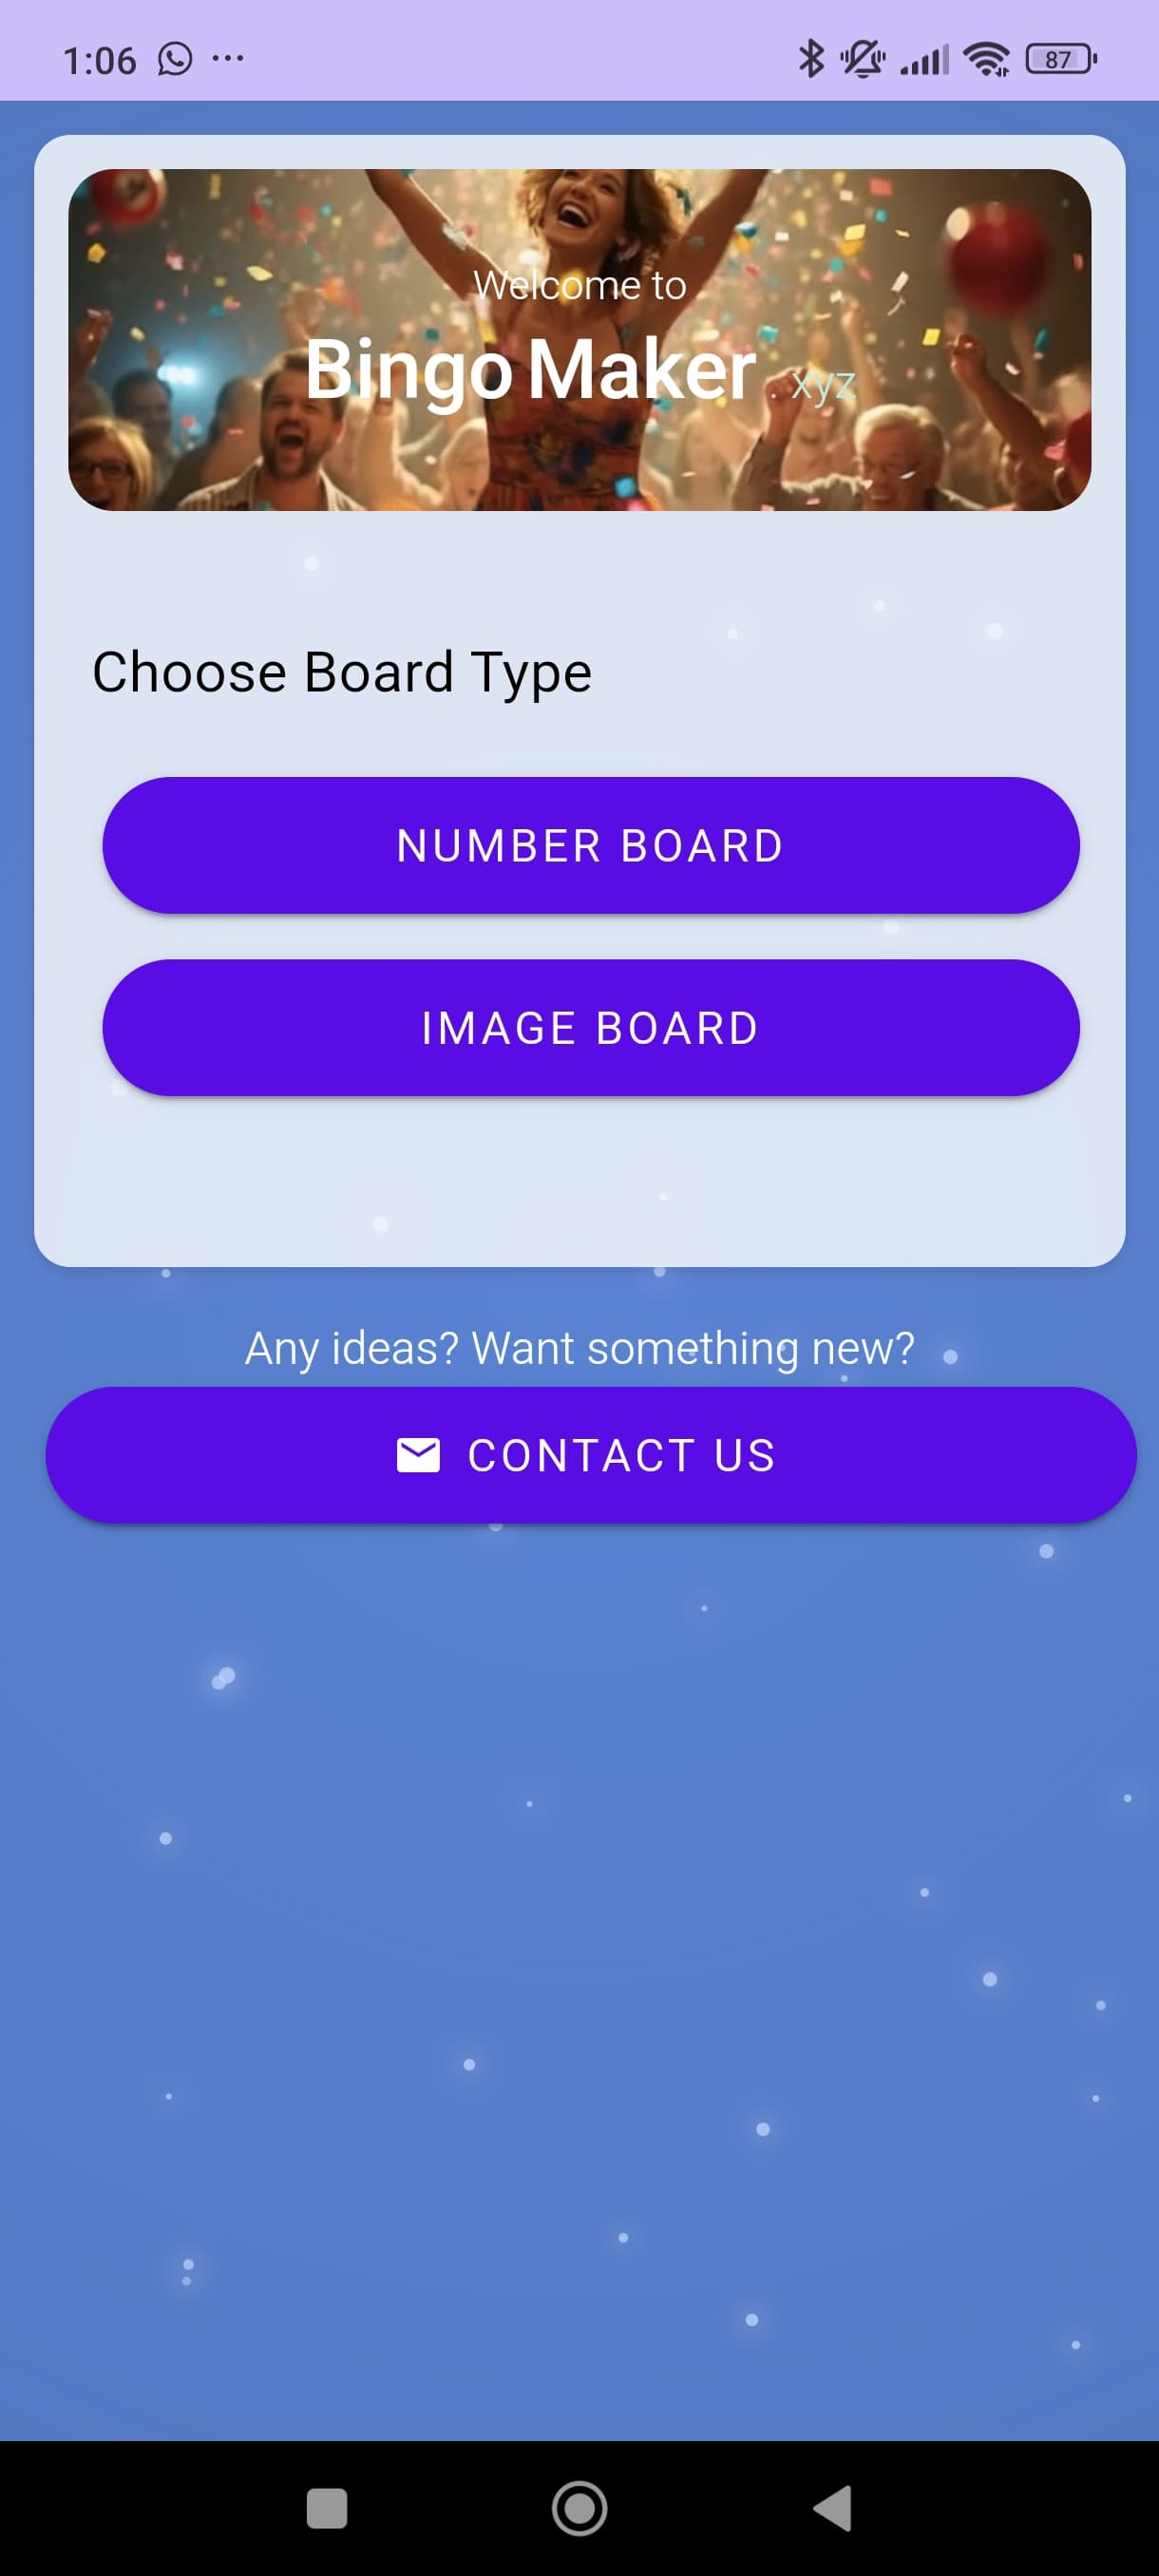 1:06
87
Welcome to
Bingo Maker . xyz
Choose Board Type
NUMBER BOARD
IMAGE BOARD
Any ideas? Want something new?
CONTACT US